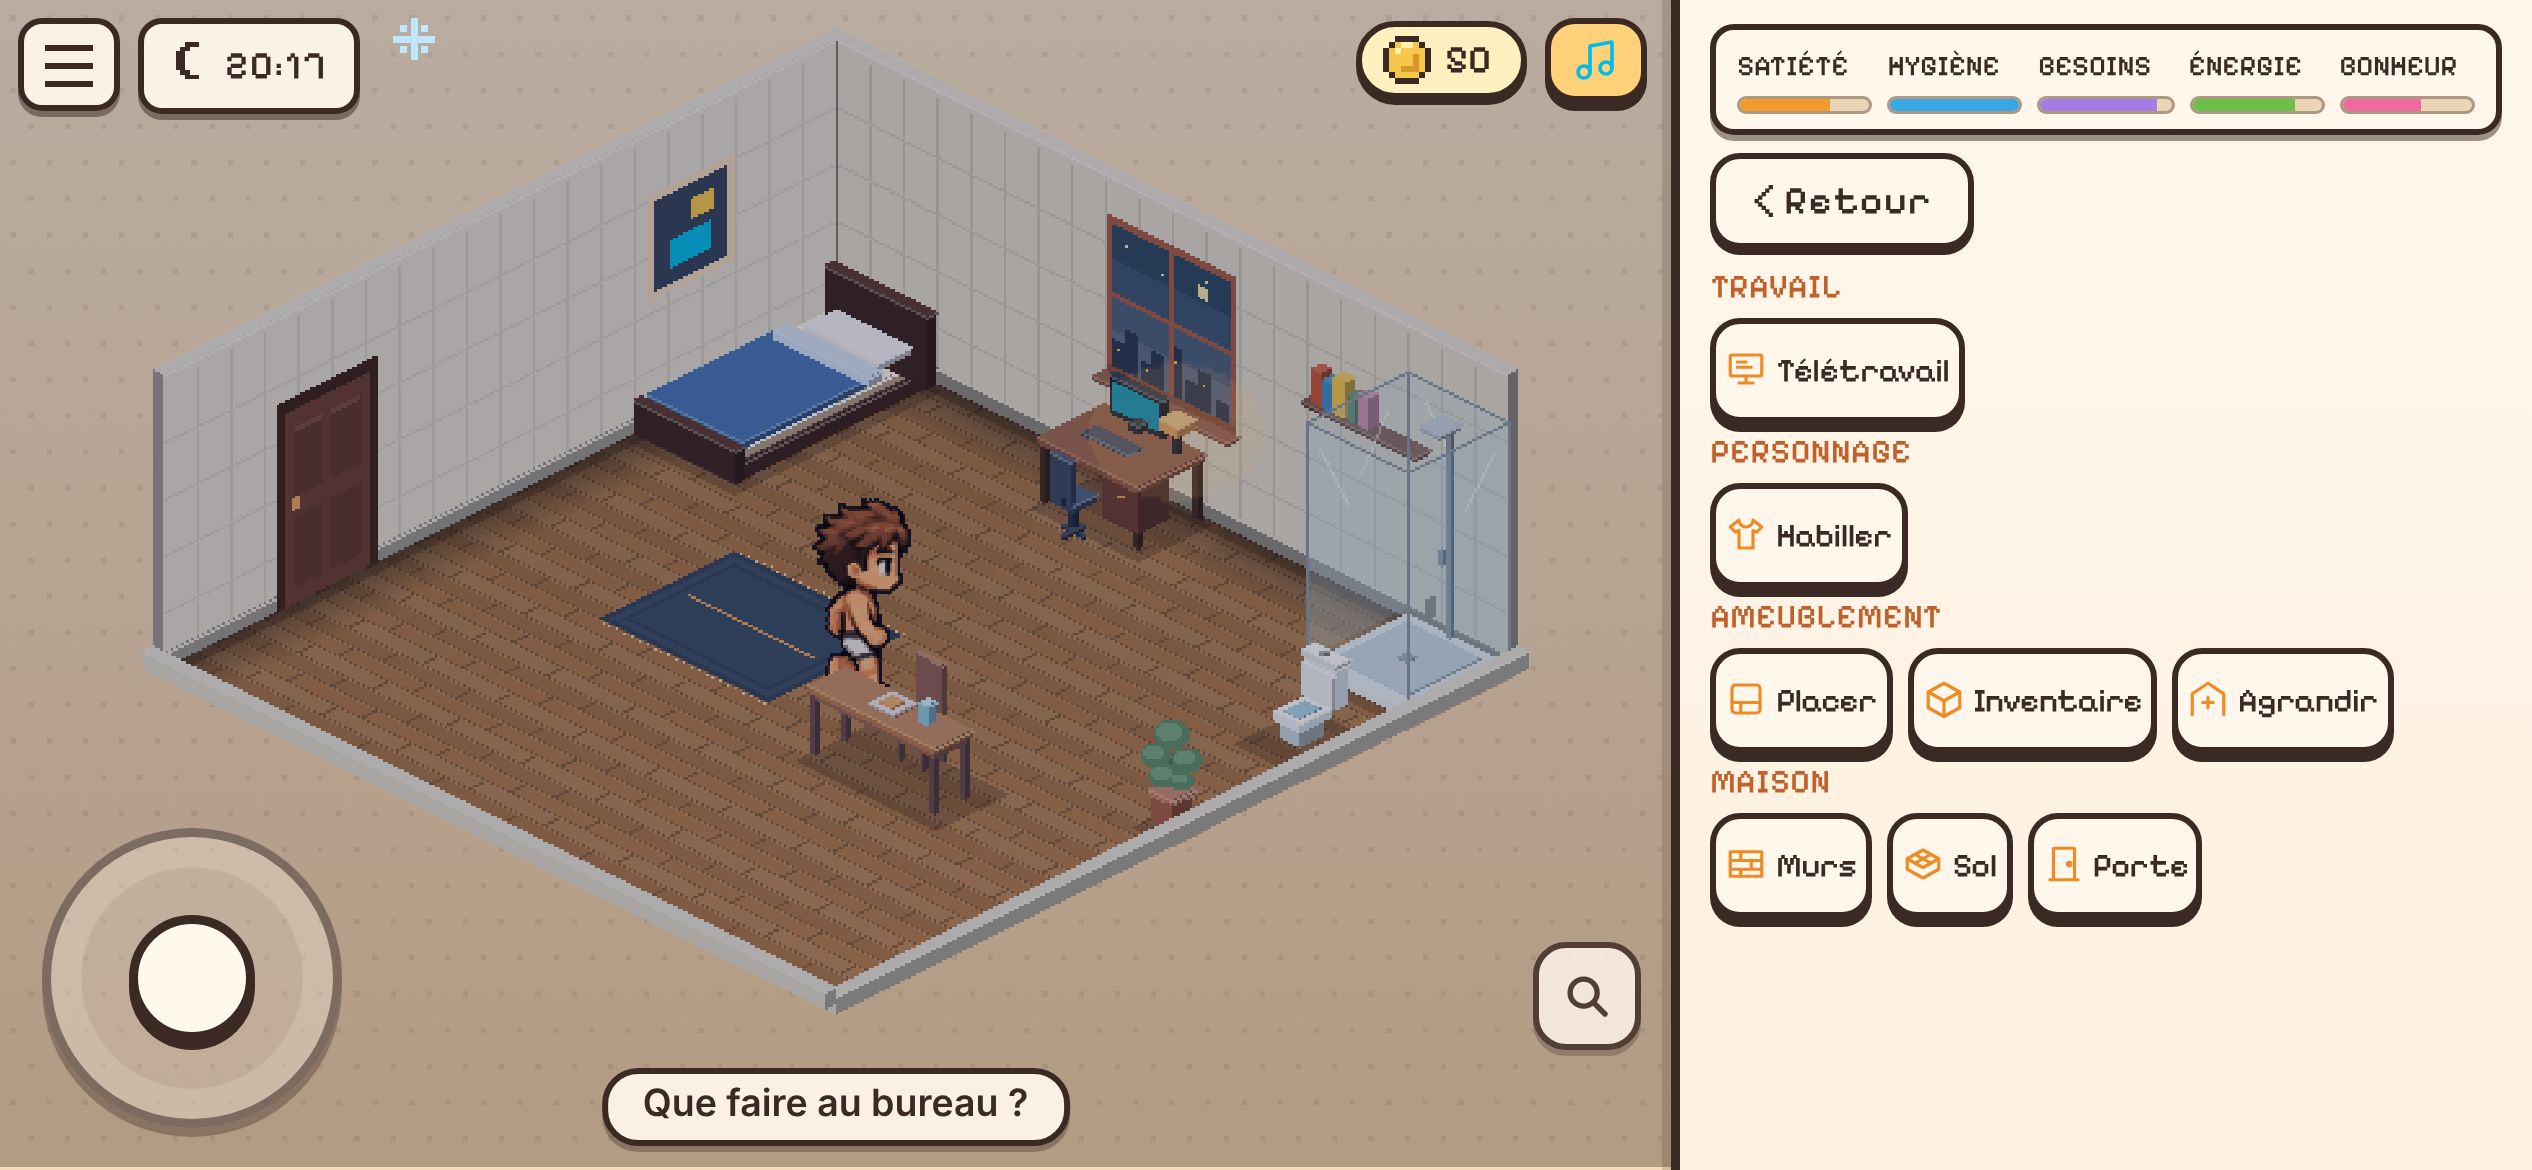 20:17
80
SATIÉTÉ HYGIÈNE BESOINS ÉNERGIE BONHEUR
Retour
TRAVAIL
Télétravail
PERSONNAGE
Habiller
AMEUBLEMENT
Placer Inventaire Agrandir
MAISON
Murs Sol Porte
Que faire au bureau ?